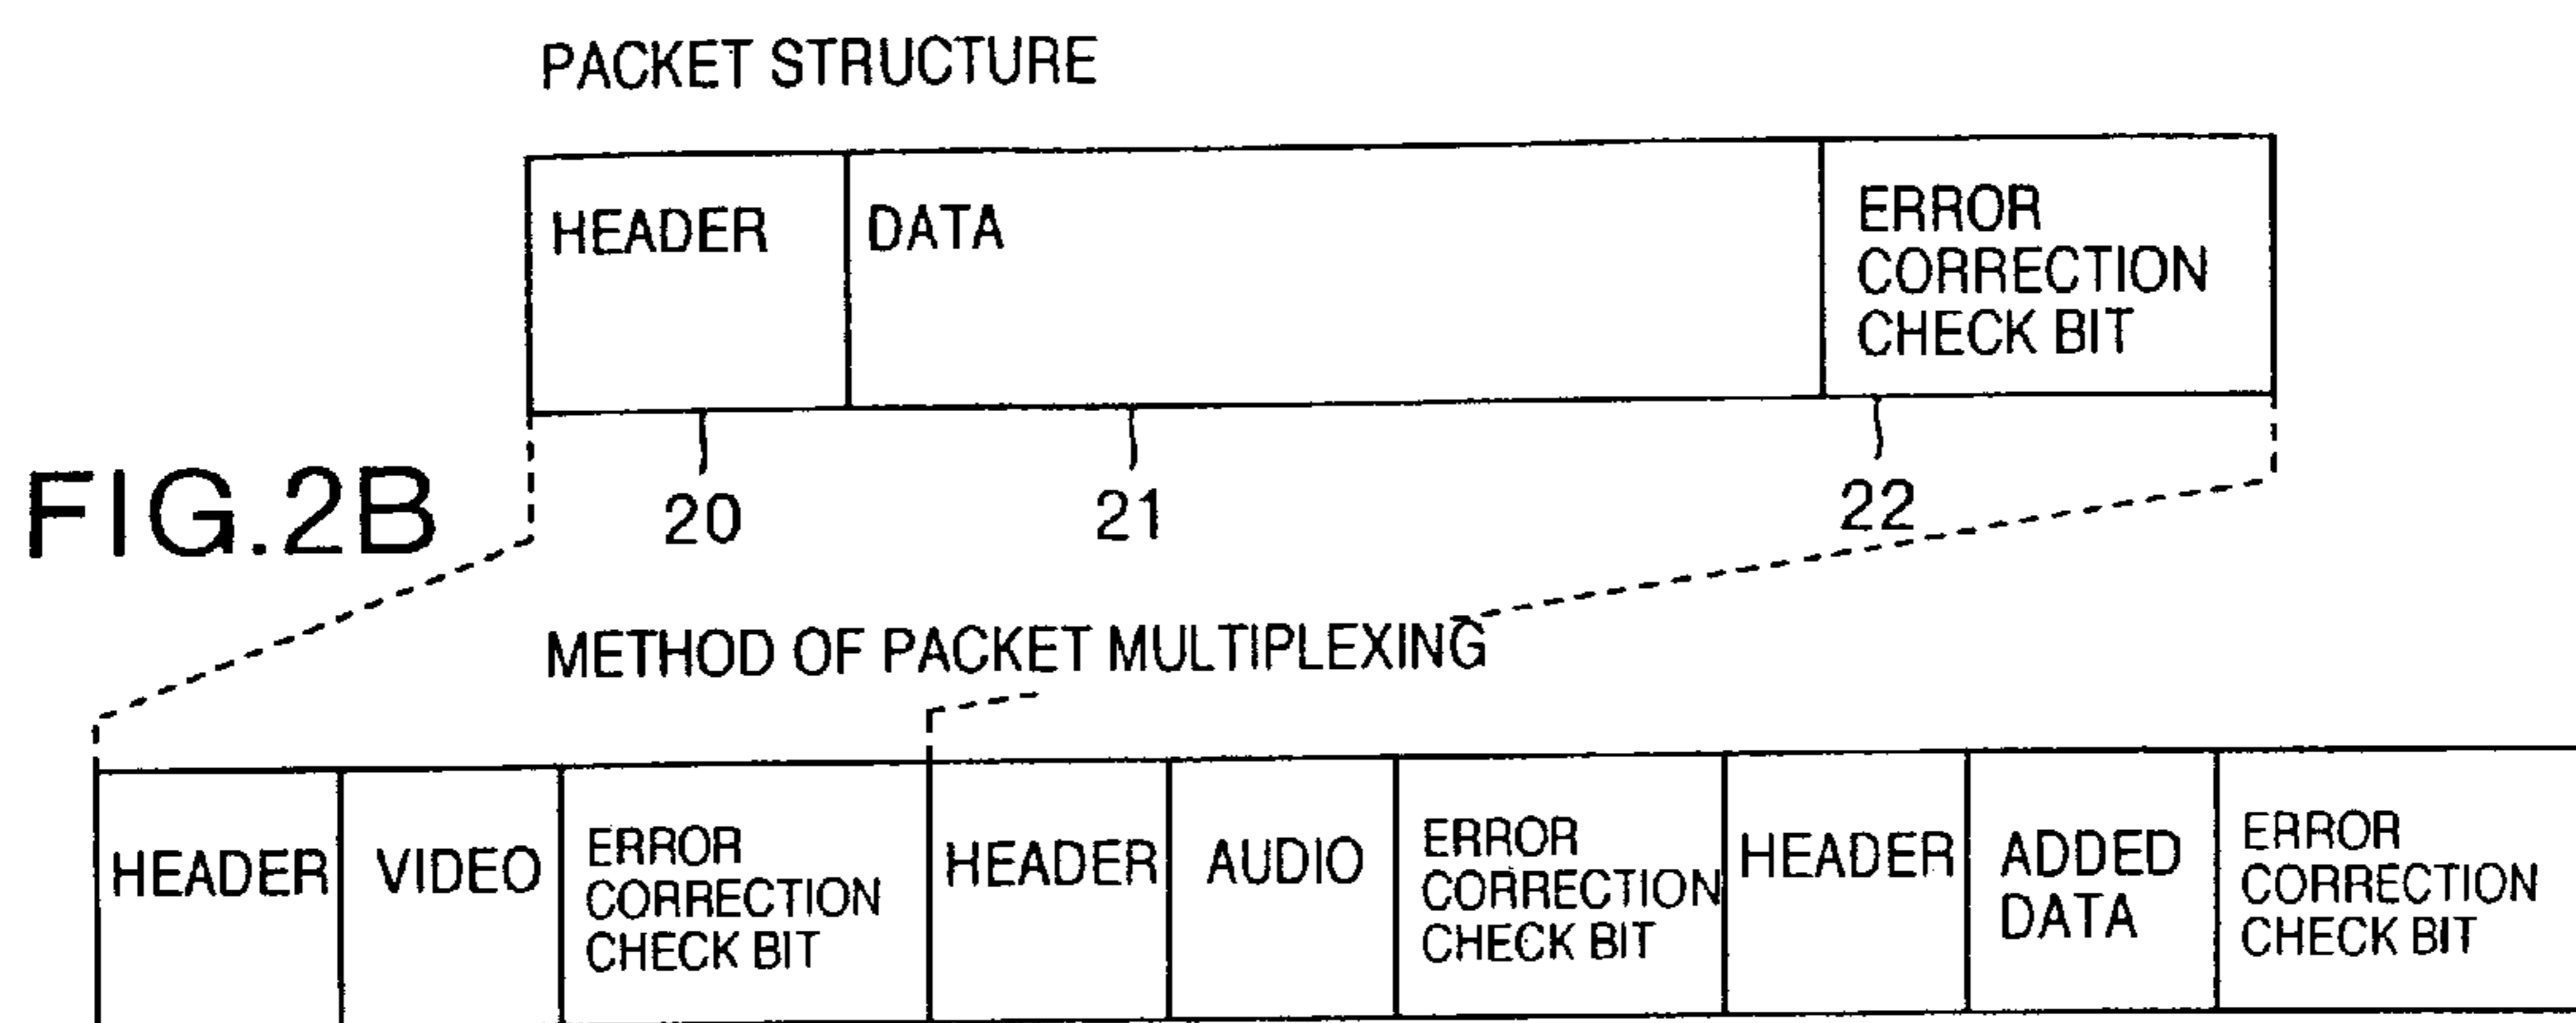 PACKET STRUCTURE
HEADER
DATA
ERROR
CORRECTION
CHECK BIT
20
21
22
FIG.2B
METHOD OF PACKET MULTIPLEXING
HEADER
VIDEO
ERROR
CORRECTION
CHECK BIT
HEADER
AUDIO
ERROR
CORRECTION
CHECK BIT
HEADER
ADDED
DATA
ERROR
CORRECTION
CHECK BIT